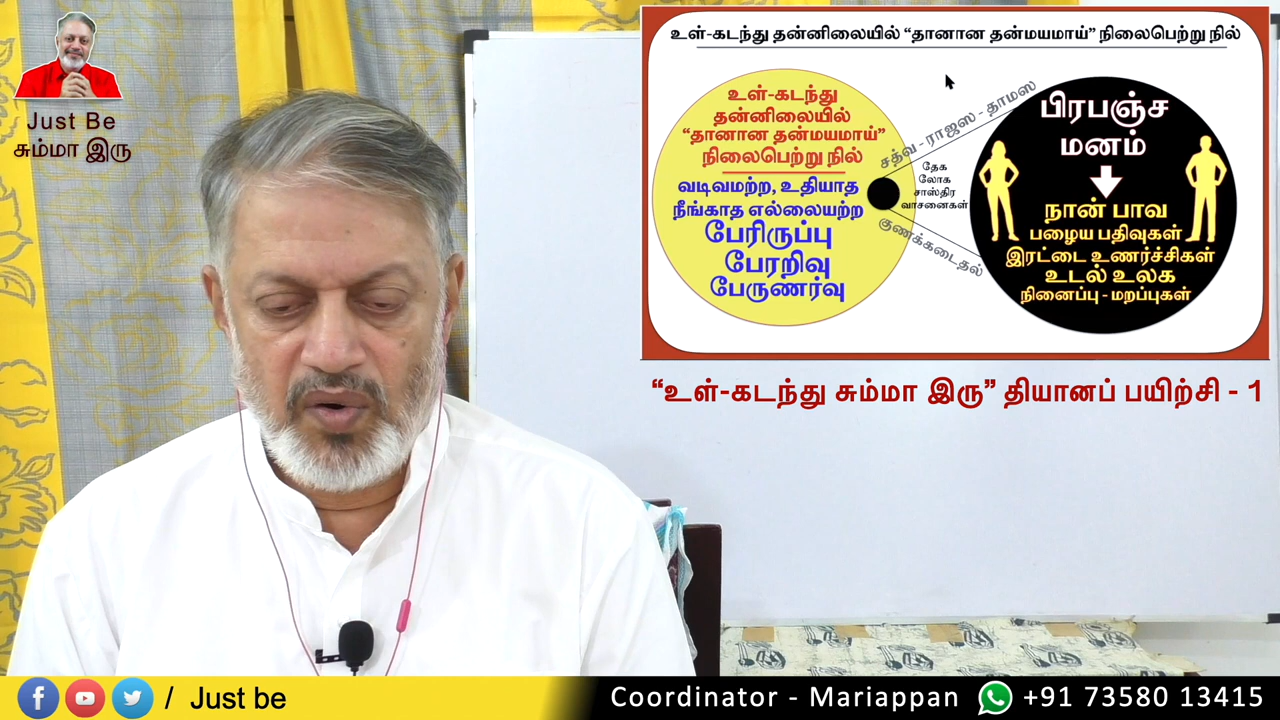 Just Be
சும்மா இரு
உள்-கடந்து தன்னிலையில் “தானான தன்மயமாய்” நிலைபெற்று நில்
உள்-கடந்து
தன்னிலையில்
“தானான தன்மயமாய்”
நிலைபெற்று நில்
வடிவமற்ற, உதியாத
நீங்காத எல்லையற்ற
பேரிருப்பு
பேரறிவு
பேருணர்வு
சத்வ - ராஜஸ - தாமஸ
தேக
லோக
சாஸ்திர
வாசனைகள்
குணக்கடைதல்
பிரபஞ்ச
மனம்
நான் பாவ
பழைய பதிவுகள்
இரட்டை உணர்ச்சிகள்
உடல் உலக
நினைப்பு - மறப்புகள்
“உள்-கடந்து சும்மா இரு” தியானப் பயிற்சி - 1
/ Just be
Coordinator - Mariappan +91 73580 13415